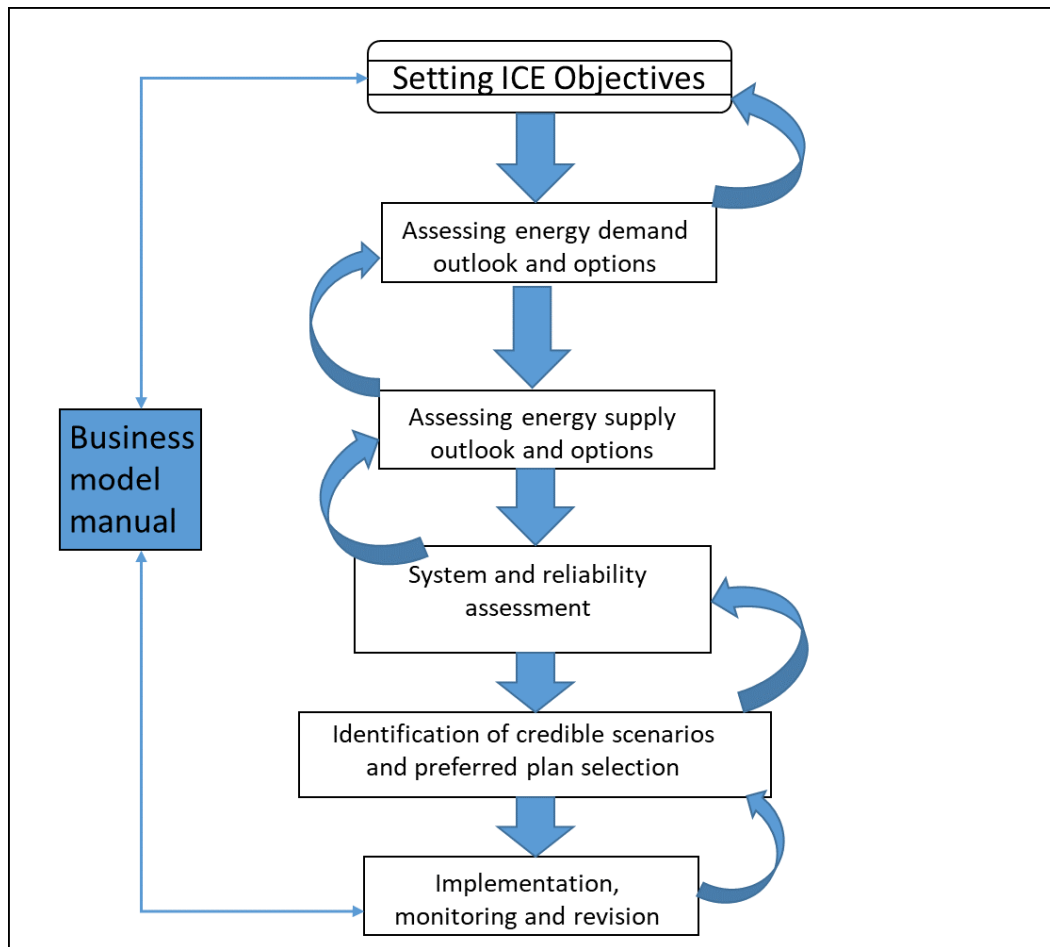 Setting ICE Objectives
Assessing energy demand
outlook and options
Assessing energy supply
outlook and options
Business
model
manual
System and reliability
assessment
Identification of credible scenarios
and preferred plan selection
Implementation,
monitoring and revision